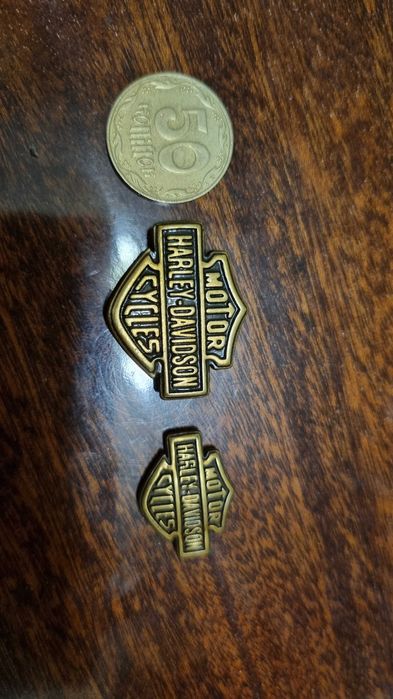 50
КОПІЙОК
MOTOR
HARLEY-DAVIDSON
CYCLES
MOTOR
HARLEY-DAVIDSON
CYCLES